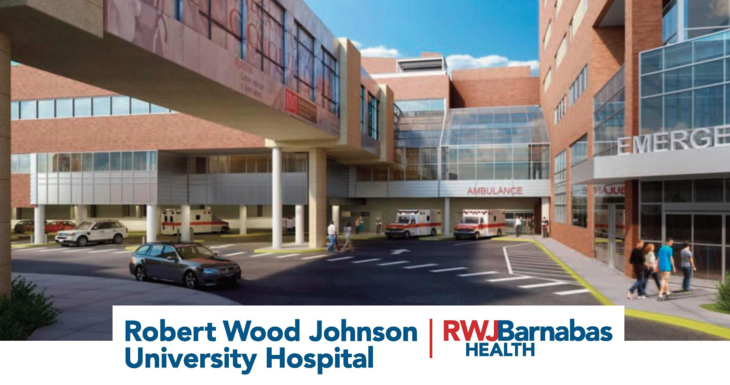 EMERGE
AMBULANCE
Robert Wood Johnson
University Hospital
RWJBarnabas
HEALTH